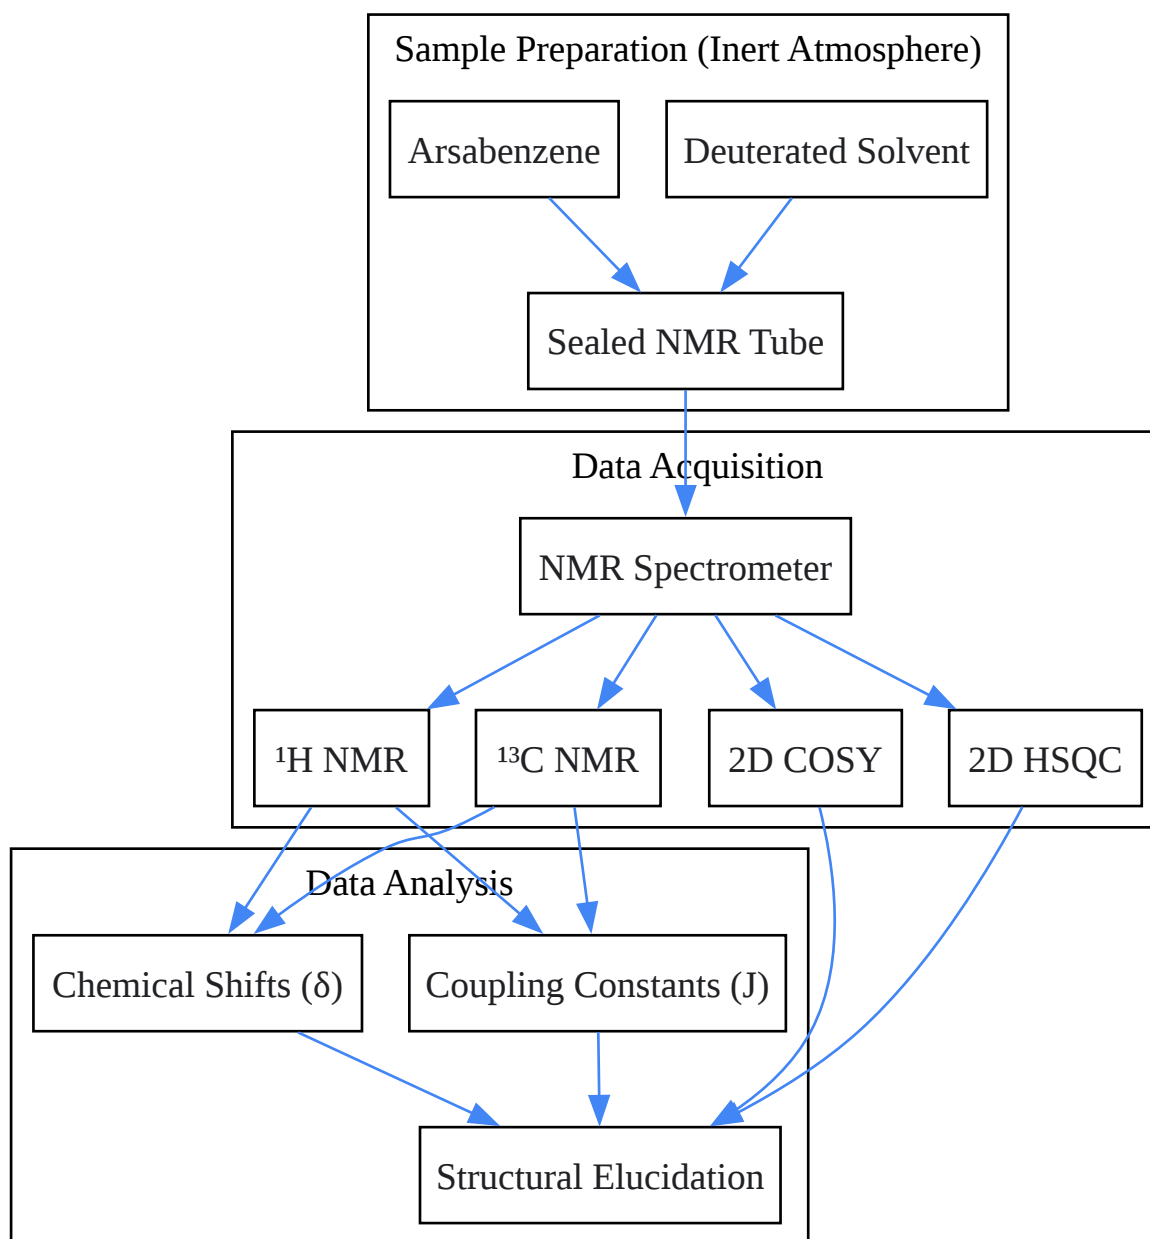 Sample Preparation (Inert Atmosphere)
Arsabenzene
Deuterated Solvent
Sealed NMR Tube
Data Acquisition
NMR Spectrometer
¹H NMR
¹³C NMR
2D COSY
2D HSQC
Data Analysis
Chemical Shifts (δ)
Coupling Constants (J)
Structural Elucidation